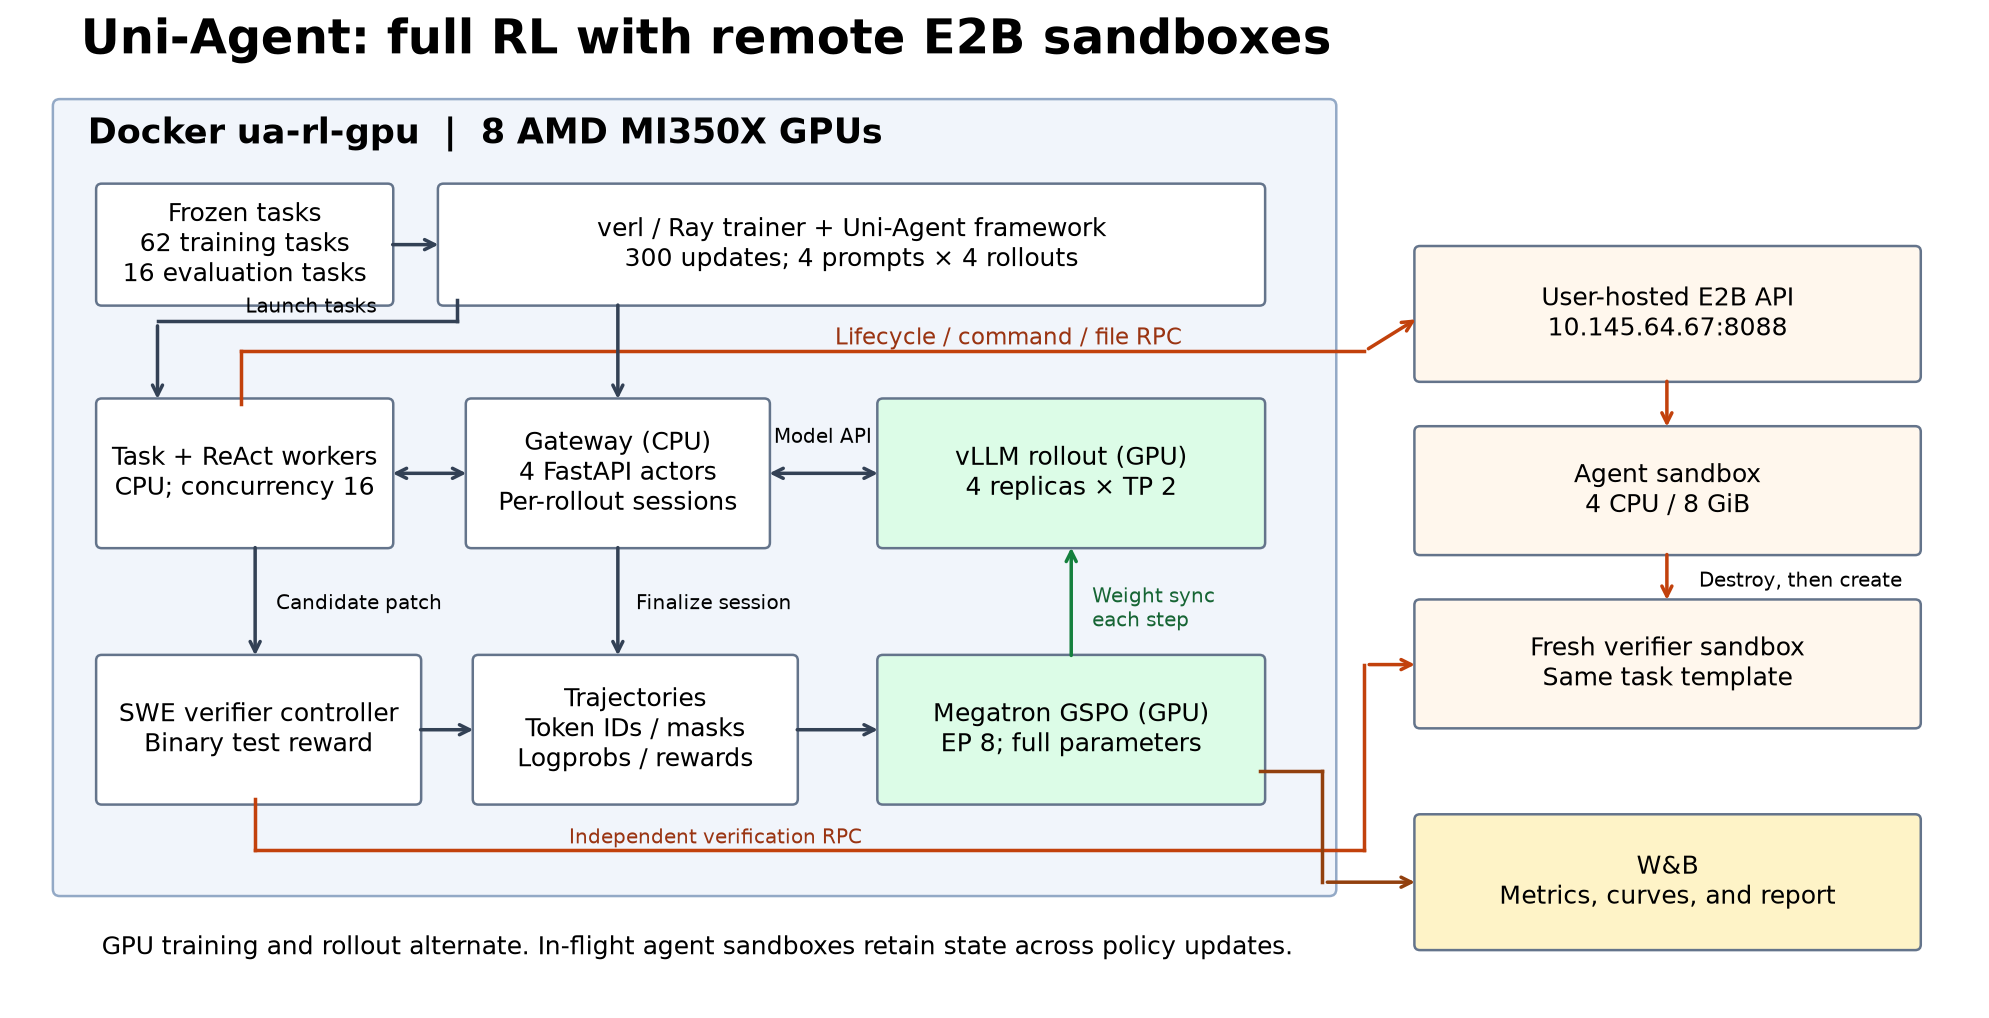 Uni-Agent: full RL with remote E2B sandboxes
Docker ua-rl-gpu | 8 AMD MI350X GPUs
Frozen tasks
62 training tasks
16 evaluation tasks
verl / Ray trainer + Uni-Agent framework
300 updates; 4 prompts × 4 rollouts
Launch tasks
Lifecycle / command / file RPC
User-hosted E2B API
10.145.64.67:8088
Task + ReAct workers
CPU; concurrency 16
Gateway (CPU)
4 FastAPI actors
Per-rollout sessions
Model API
vLLM rollout (GPU)
4 replicas × TP 2
Agent sandbox
4 CPU / 8 GiB
Candidate patch
Finalize session
Weight sync
each step
Destroy, then create
Fresh verifier sandbox
Same task template
SWE verifier controller
Binary test reward
Trajectories
Token IDs / masks
Logprobs / rewards
Megatron GSPO (GPU)
EP 8; full parameters
Independent verification RPC
W&B
Metrics, curves, and report
GPU training and rollout alternate. In-flight agent sandboxes retain state across policy updates.